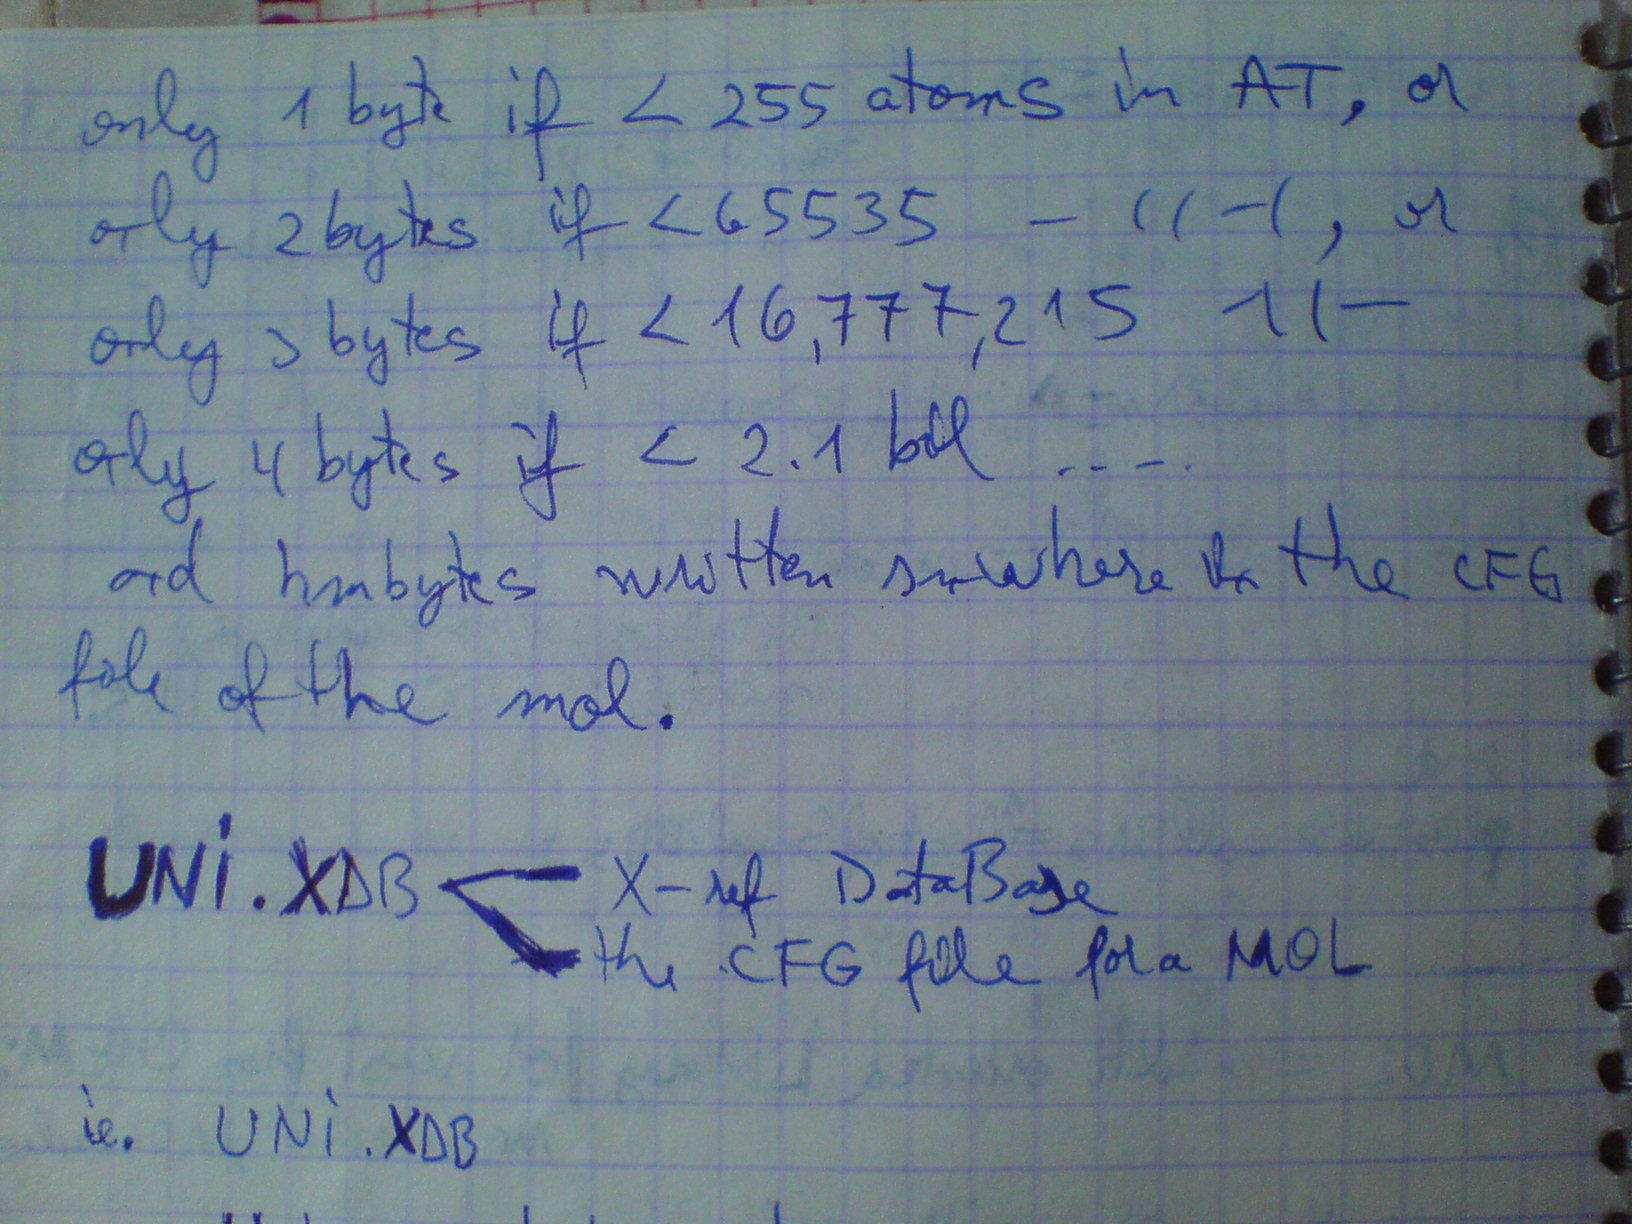 only 1 byte if < 255 atoms in AT, or
only 2 bytes if < 65535 - (( -(, or
only 3 bytes if < 16,777,215 -((-
only 4 bytes if < 2.1 bil .....
and hmbytes written smwhere in the CFG
file of the mol.
UNi.XDB < X-ref DataBase
the CFG file for a MOL
ie. UNi.XDB